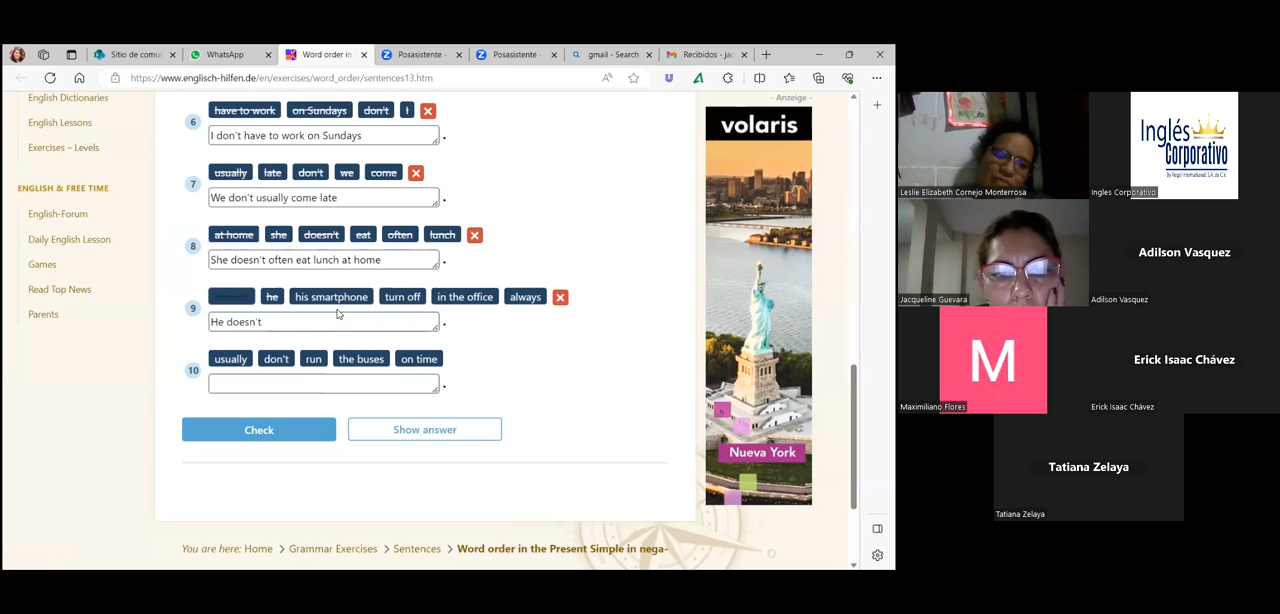 Sitio de comu
WhatsApp
Word order in
Posasistente -
Posasistente -
gmail - Search
Recibidos - jac
https://www.englisch-hilfen.de/en/exercises/word_order/sentences13.htm
English Dictionaries
English Lessons
Exercises – Levels
ENGLISH & FREE TIME
English-Forum
Daily English Lesson
Games
Read Top News
Parents
6 have to work on Sundays don't I
I don't have to work on Sundays .
7 usually late don't we come
We don't usually come late .
8 at home she doesn't eat often lunch
She doesn't often eat lunch at home .
9 he his smartphone turn off in the office always
He doesn't .
10 usually don't run the buses on time
.
Check
Show answer
You are here: Home > Grammar Exercises > Sentences > Word order in the Present Simple in nega-
- Anzeige -
volaris
Nueva York
Leslie Elizabeth Cornejo Monterrosa
Inglés
Corporativo
By Regal International, S.A. de C.V.
Ingles Corporativo
Jacqueline Guevara
Adilson Vasquez
Adilson Vasquez
M
Maximiliano Flores
Erick Isaac Chávez
Erick Isaac Chávez
Tatiana Zelaya
Tatiana Zelaya